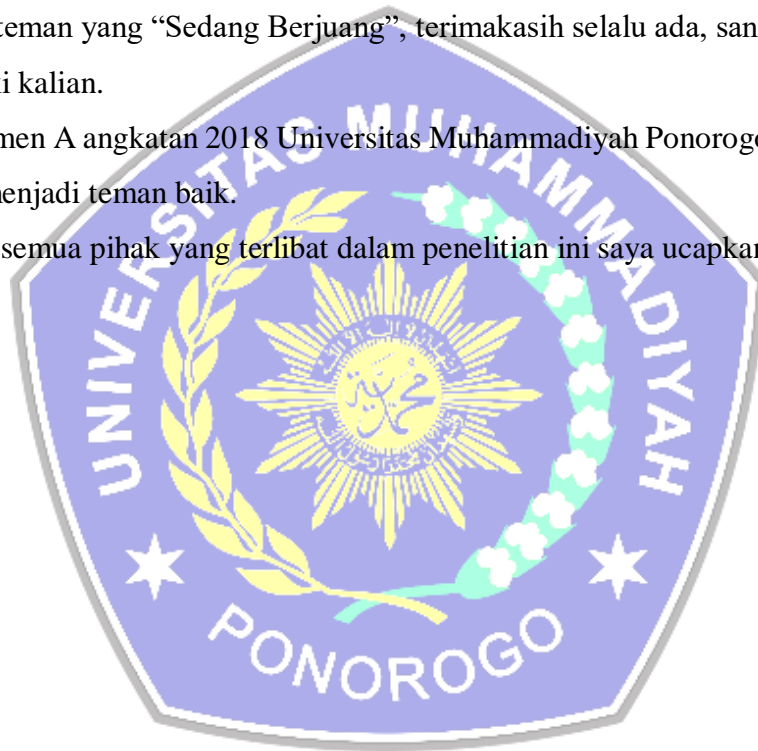 teman yang “Sedang Berjuang”, terimakasih selalu ada, san
ki kalian.
men A angkatan 2018 Universitas Muhammadiyah Ponorogo
menjadi teman baik.
semua pihak yang terlibat dalam penelitian ini saya ucapkan
UNIVERSITAS MUHAMMADIYAH
PONOROGO